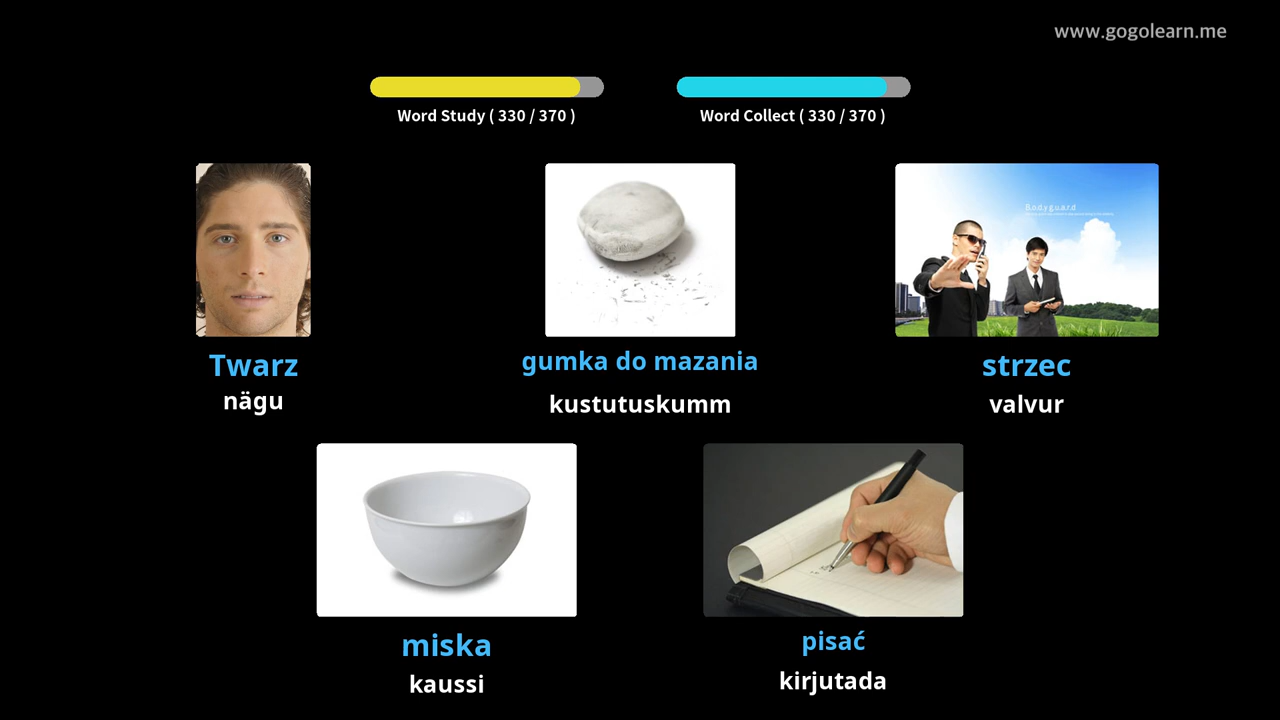 www.gogolearn.me
Word Study ( 330 / 370 )
Word Collect ( 330 / 370 )
Twarz
nägu
gumka do mazania
kustutuskumm
Bodyguard
strzec
valvur
miska
kaussi
pisać
kirjutada